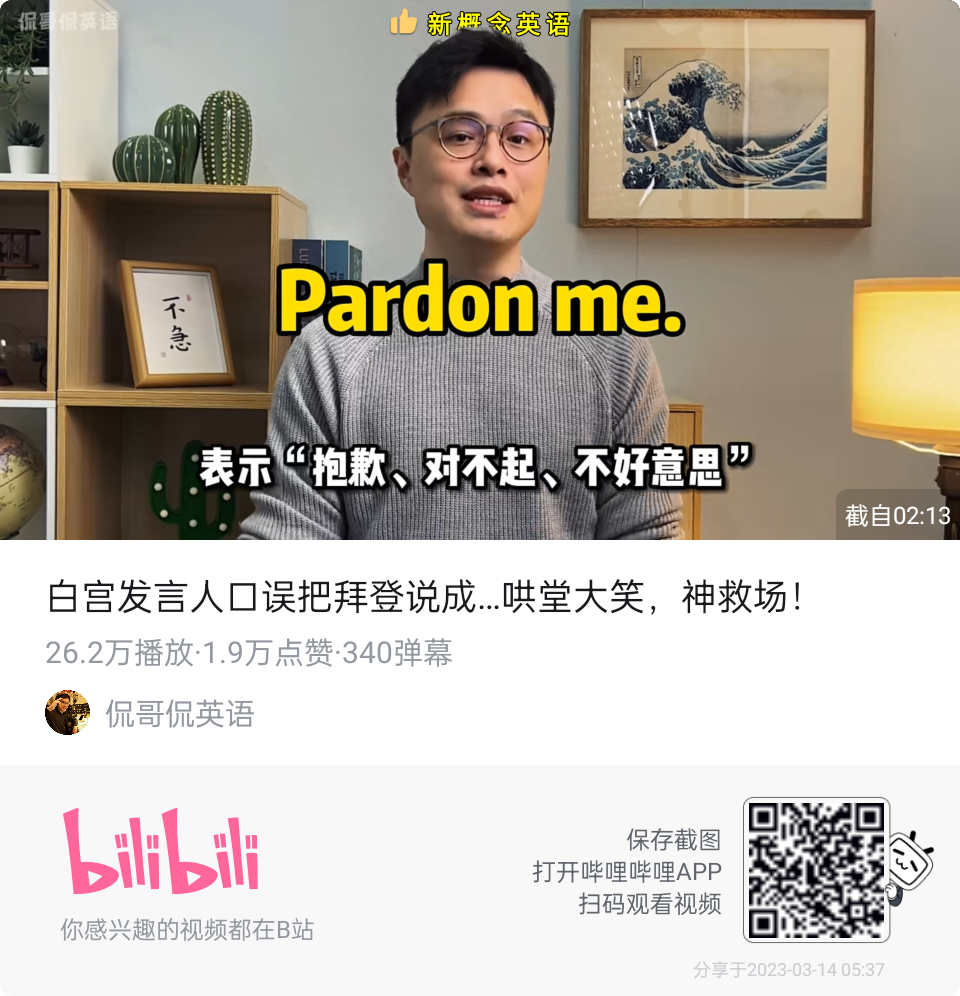 侃哥侃英语
新概念英语
LU
不急
Pardon me.
表示“抱歉、对不起、不好意思”
截自02:13
白宫发言人口误把拜登说成...哄堂大笑，神救场！
26.2万播放·1.9万点赞·340弹幕
侃哥侃英语
bilibili
你感兴趣的视频都在B站
保存截图
打开哔哩哔哩APP
扫码观看视频
分享于2023-03-14 05:37